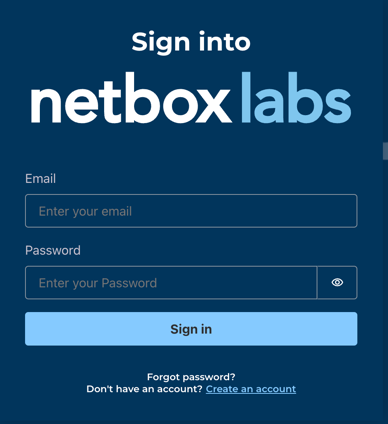 Sign into
netbox labs
Email
Enter your email
Password
Enter your Password
Sign in
Forgot password?
Don't have an account? Create an account